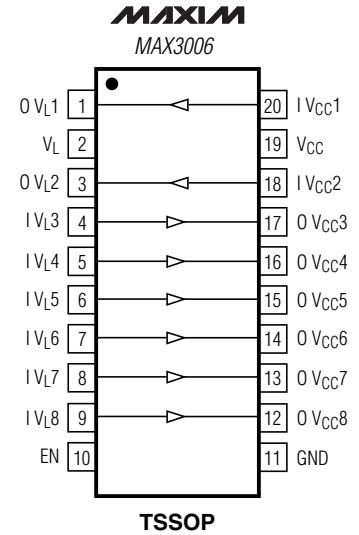 MAXIM
MAX3006
O VL1 1 20 I VCC1
VL 2 19 VCC
O VL2 3 18 I VCC2
I VL3 4 17 O VCC3
I VL4 5 16 O VCC4
I VL5 6 15 O VCC5
I VL6 7 14 O VCC6
I VL7 8 13 O VCC7
I VL8 9 12 O VCC8
EN 10 11 GND
TSSOP